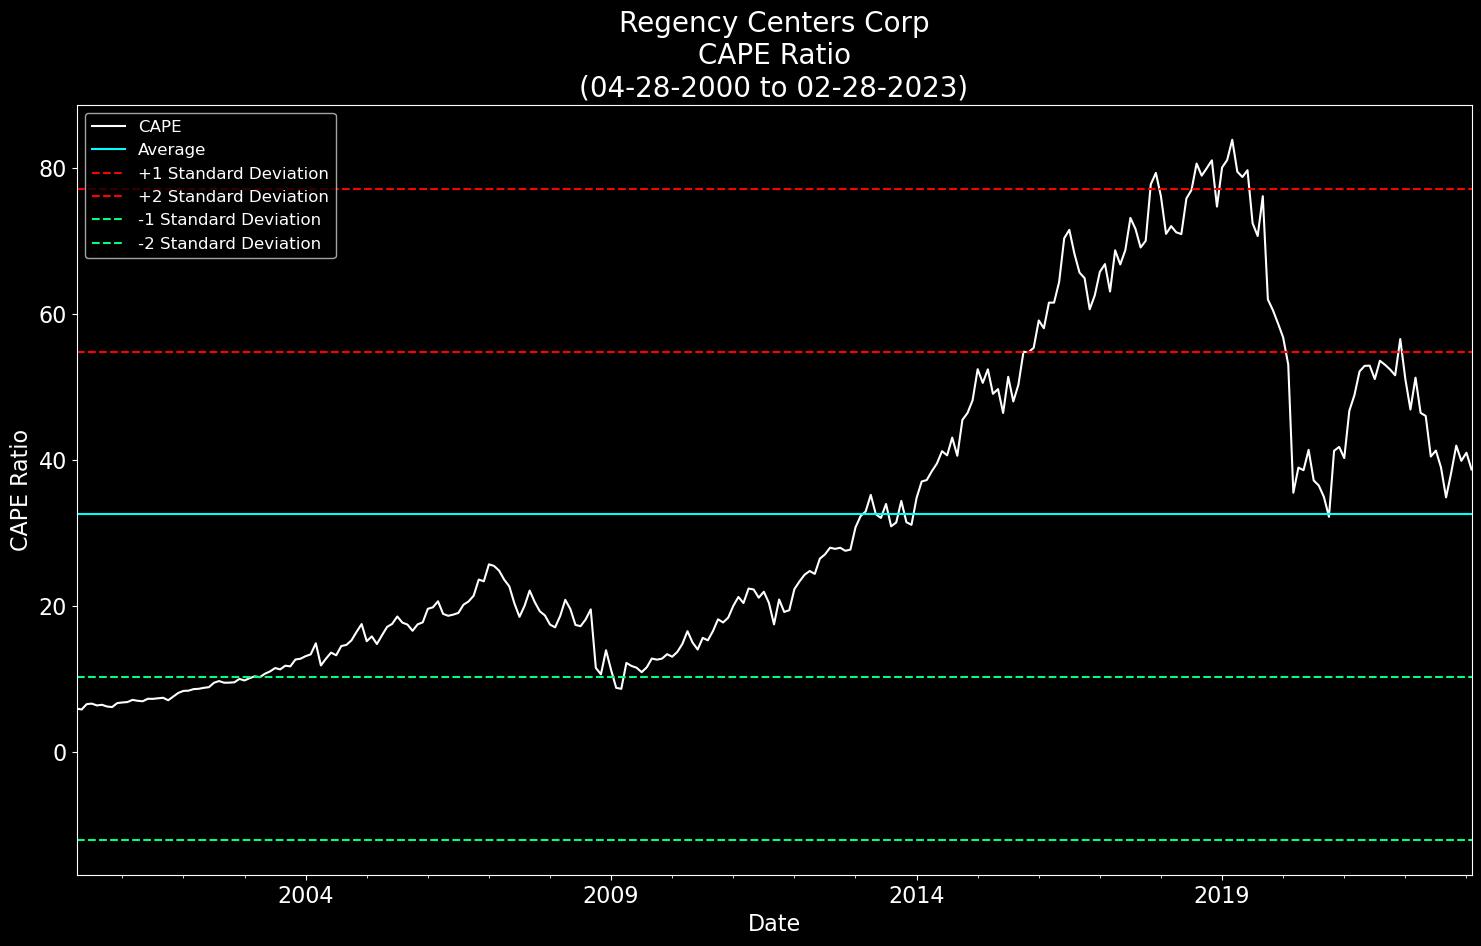 Regency Centers Corp
CAPE Ratio
(04-28-2000 to 02-28-2023)
CAPE
Average
+1 Standard Deviation
+2 Standard Deviation
-1 Standard Deviation
-2 Standard Deviation
80
60
40
20
0
CAPE Ratio
2004
2009
2014
2019
Date